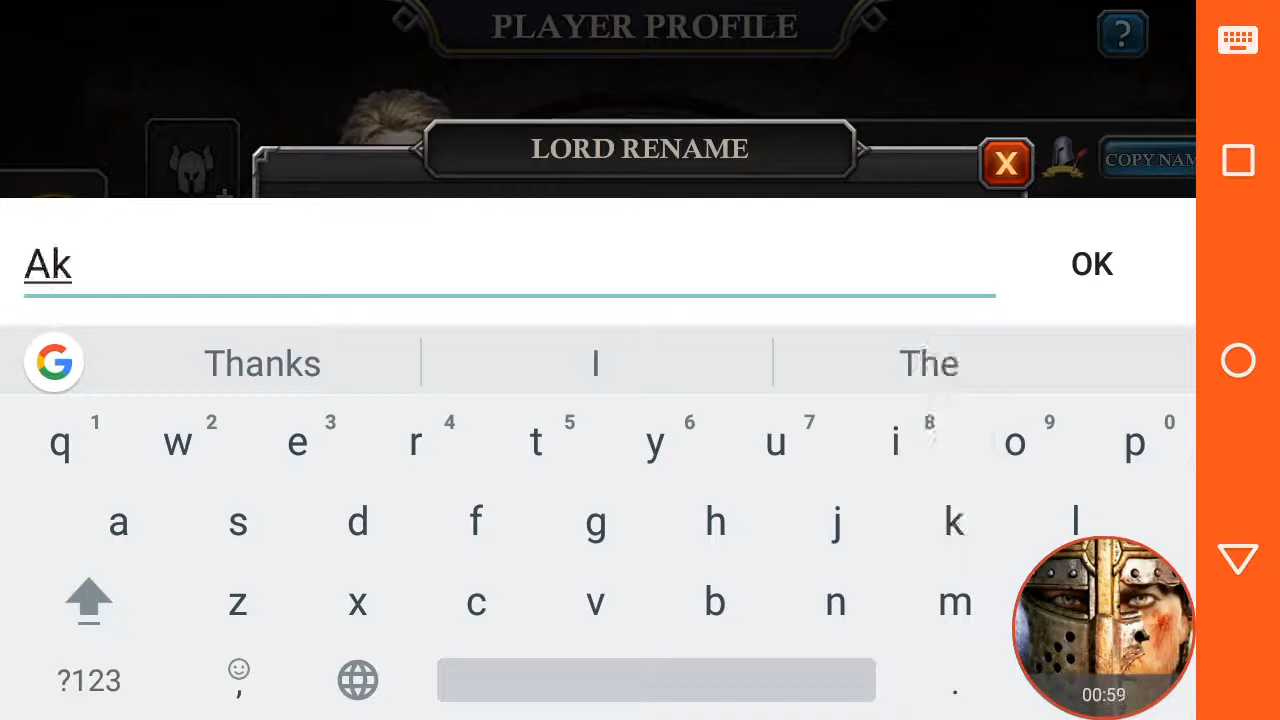 PLAYER PROFILE
?
LORD RENAME
X
COPY NAM
Ak
OK
G
Thanks
I
The
1 2 3 4 5 6 7 8 9 0
q w e r t y u i o p
a s d f g h j k l
z x c v b n m
?123 , .
00:59